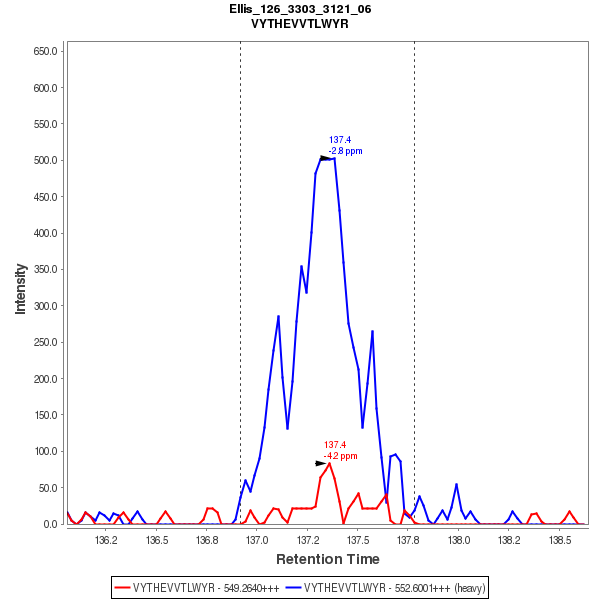 Ellis_126_3303_3121_06
VYTHEVVTLWYR
Intensity
650.0
600.0
550.0
500.0
450.0
400.0
350.0
300.0
250.0
200.0
150.0
100.0
50.0
0.0
137.4
-2.8 ppm
137.4
-4.2 ppm
136.2 136.5 136.8 137.0 137.2 137.5 137.8 138.0 138.2 138.5
Retention Time
VYTHEVVTLWYR - 549.2640+++ VYTHEVVTLWYR - 552.6001+++ (heavy)